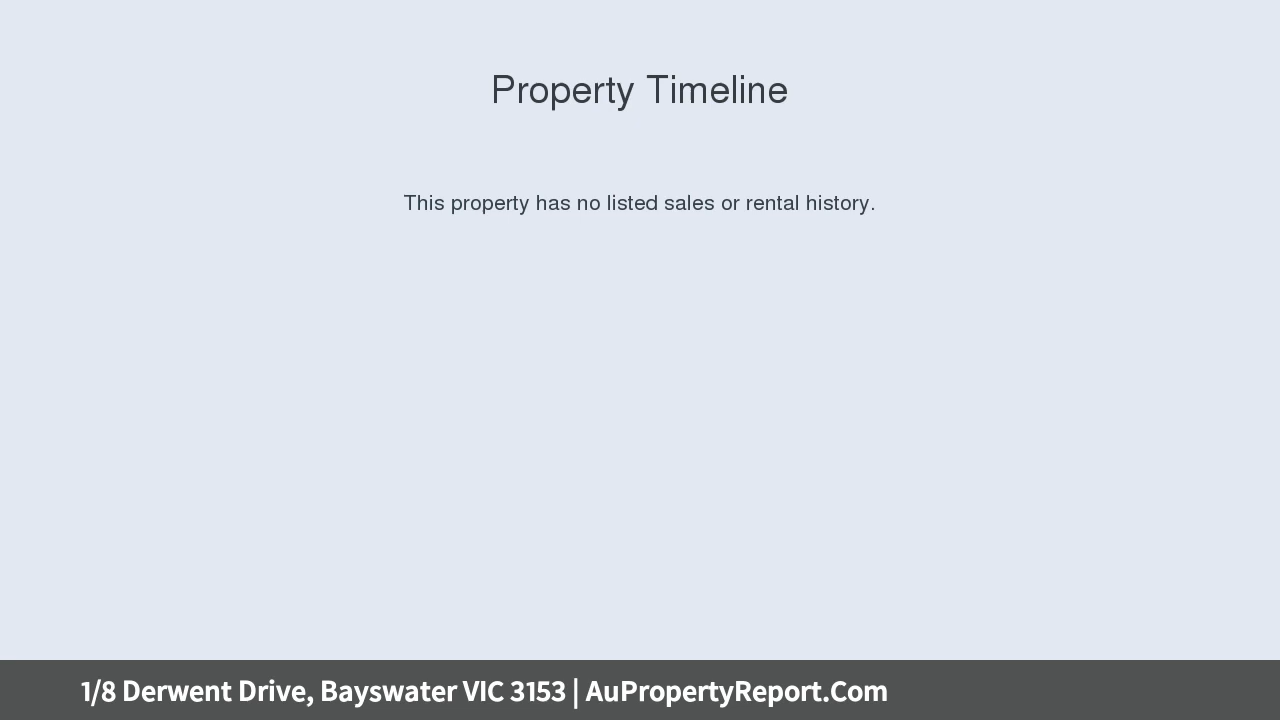 Property Timeline
This property has no listed sales or rental history.
1/8 Derwent Drive, Bayswater VIC 3153 | AuPropertyReport.Com